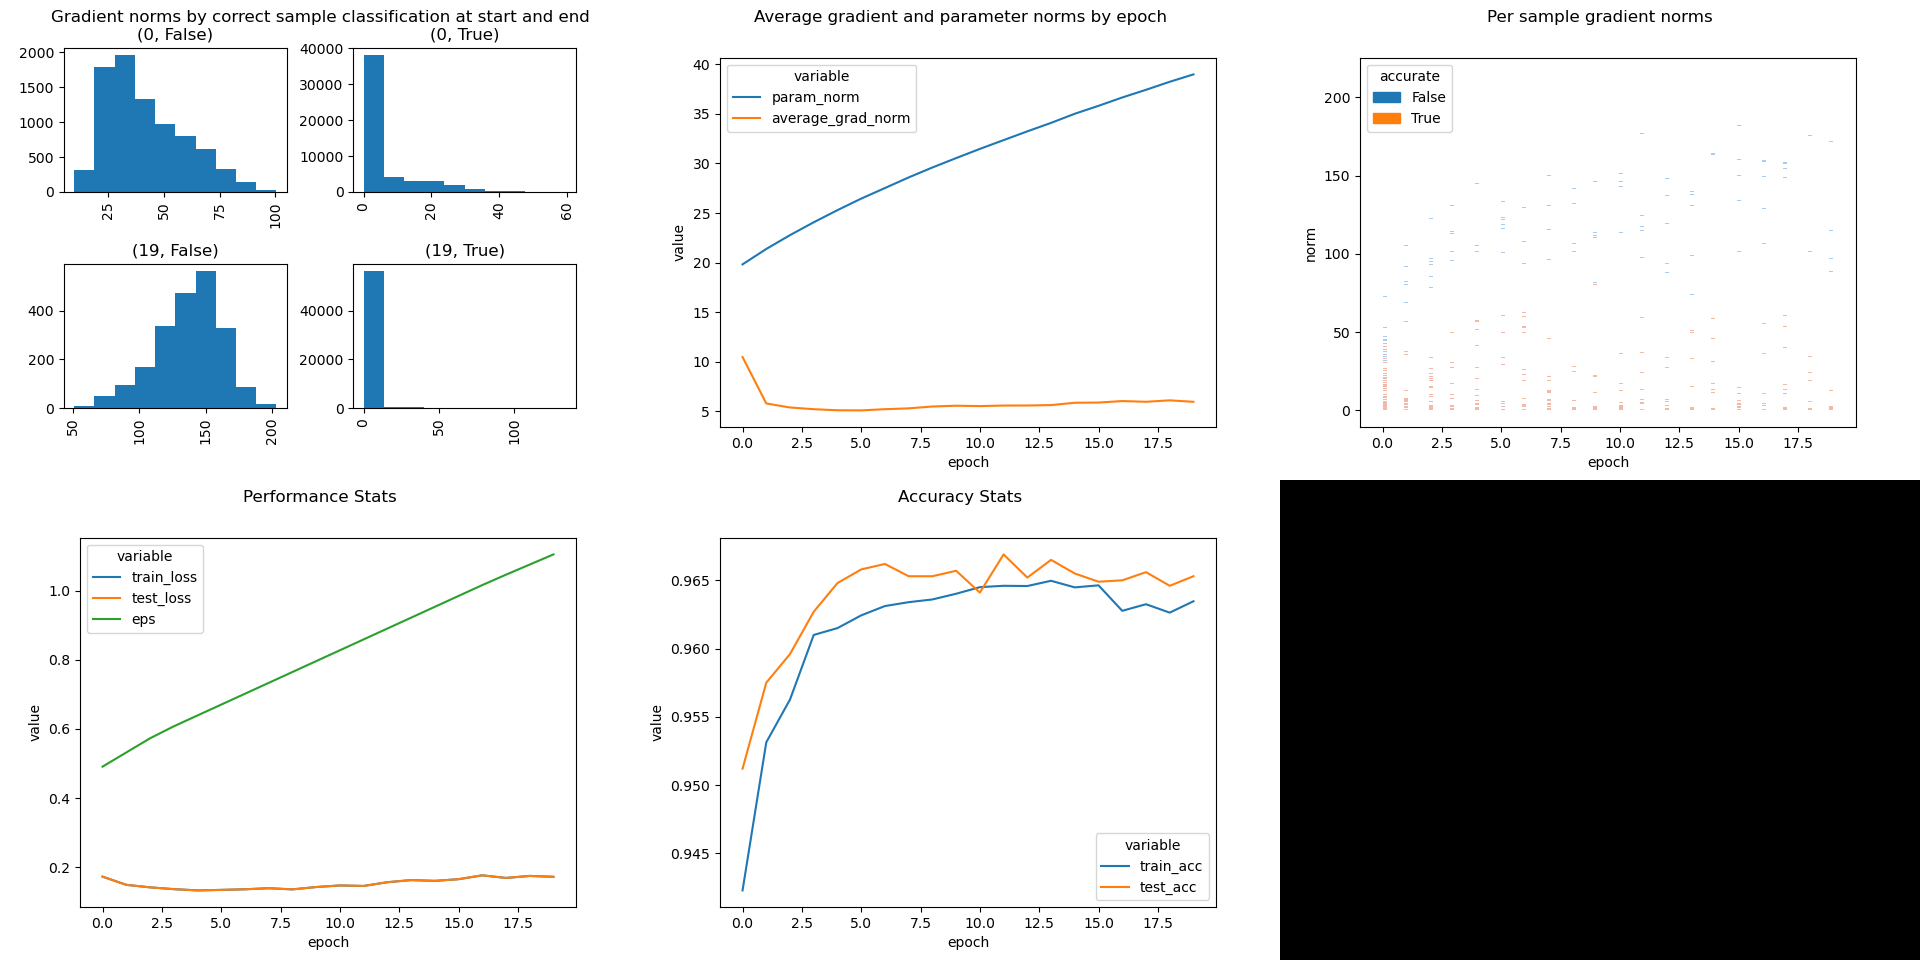 Gradient norms by correct sample classification at start and end
(0, False)
(0, True)
2000
1500
1000
500
0
25
50
75
100
40000
30000
20000
10000
0
0
20
40
60
(19, False)
(19, True)
400
200
0
50
100
150
200
40000
20000
0
0
50
100
Average gradient and parameter norms by epoch
variable
param_norm
average_grad_norm
40
35
30
25
20
15
10
5
value
0.0
2.5
5.0
7.5
10.0
12.5
15.0
17.5
epoch
Per sample gradient norms
accurate
False
True
200
150
100
50
0
norm
0.0
2.5
5.0
7.5
10.0
12.5
15.0
17.5
epoch
Performance Stats
variable
train_loss
test_loss
eps
1.0
0.8
0.6
0.4
0.2
value
0.0
2.5
5.0
7.5
10.0
12.5
15.0
17.5
epoch
Accuracy Stats
0.965
0.960
0.955
0.950
0.945
value
variable
train_acc
test_acc
0.0
2.5
5.0
7.5
10.0
12.5
15.0
17.5
epoch